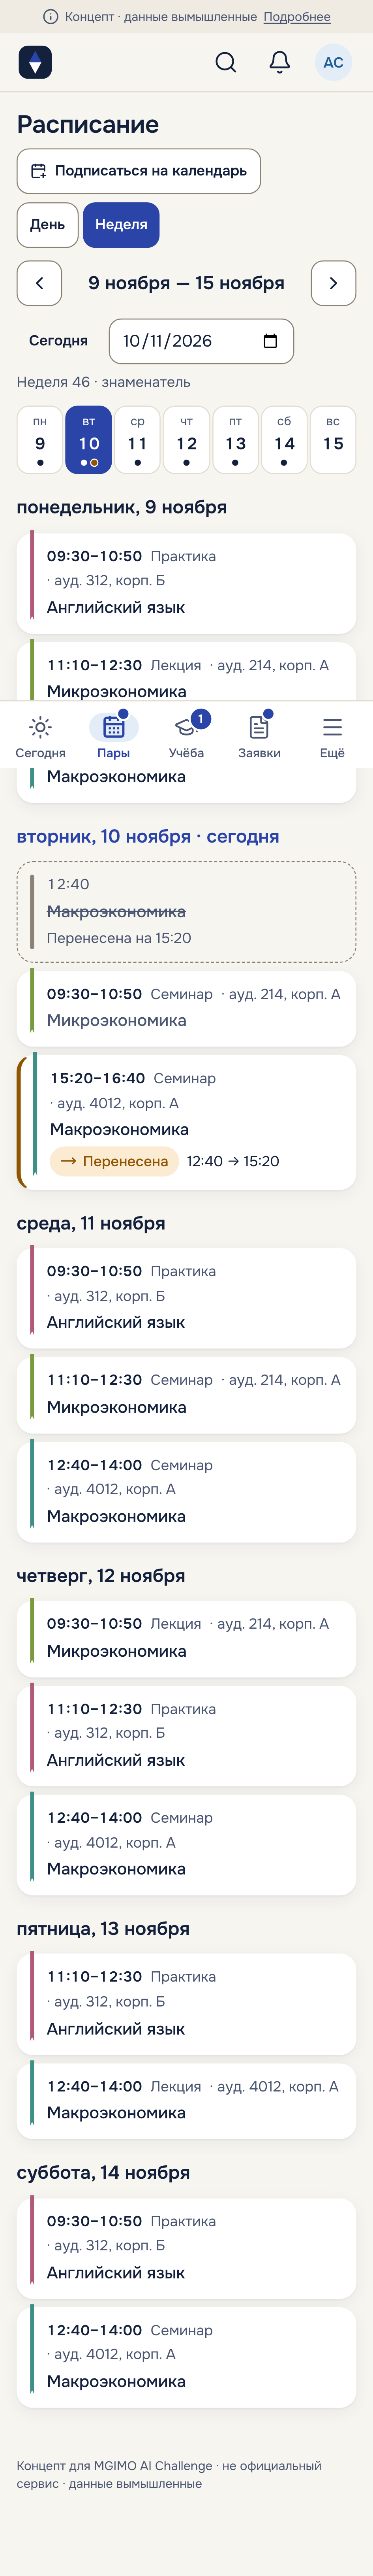 Концепт · данные вымышленные Подробнее
АС
Расписание
Подписаться на календарь
День
Неделя
9 ноября — 15 ноября
Сегодня
10/11/2026
Неделя 46 · знаменатель
пн вт ср чт пт сб вс
9 10 11 12 13 14 15
понедельник, 9 ноября
09:30–10:50 Практика
· ауд. 312, корп. Б
Английский язык
11:10–12:30 Лекция · ауд. 214, корп. А
Микроэкономика
1
Сегодня Пары Учёба Заявки Ещё
Макроэкономика
вторник, 10 ноября · сегодня
12:40
Макроэкономика
Перенесена на 15:20
09:30–10:50 Семинар · ауд. 214, корп. А
Микроэкономика
15:20–16:40 Семинар
· ауд. 4012, корп. А
Макроэкономика
→ Перенесена 12:40 → 15:20
среда, 11 ноября
09:30–10:50 Практика
· ауд. 312, корп. Б
Английский язык
11:10–12:30 Семинар · ауд. 214, корп. А
Микроэкономика
12:40–14:00 Семинар
· ауд. 4012, корп. А
Макроэкономика
четверг, 12 ноября
09:30–10:50 Лекция · ауд. 214, корп. А
Микроэкономика
11:10–12:30 Практика
· ауд. 312, корп. Б
Английский язык
12:40–14:00 Семинар
· ауд. 4012, корп. А
Макроэкономика
пятница, 13 ноября
11:10–12:30 Практика
· ауд. 312, корп. Б
Английский язык
12:40–14:00 Лекция · ауд. 4012, корп. А
Макроэкономика
суббота, 14 ноября
09:30–10:50 Практика
· ауд. 312, корп. Б
Английский язык
12:40–14:00 Семинар
· ауд. 4012, корп. А
Макроэкономика
Концепт для MGIMO AI Challenge · не официальный
сервис · данные вымышленные